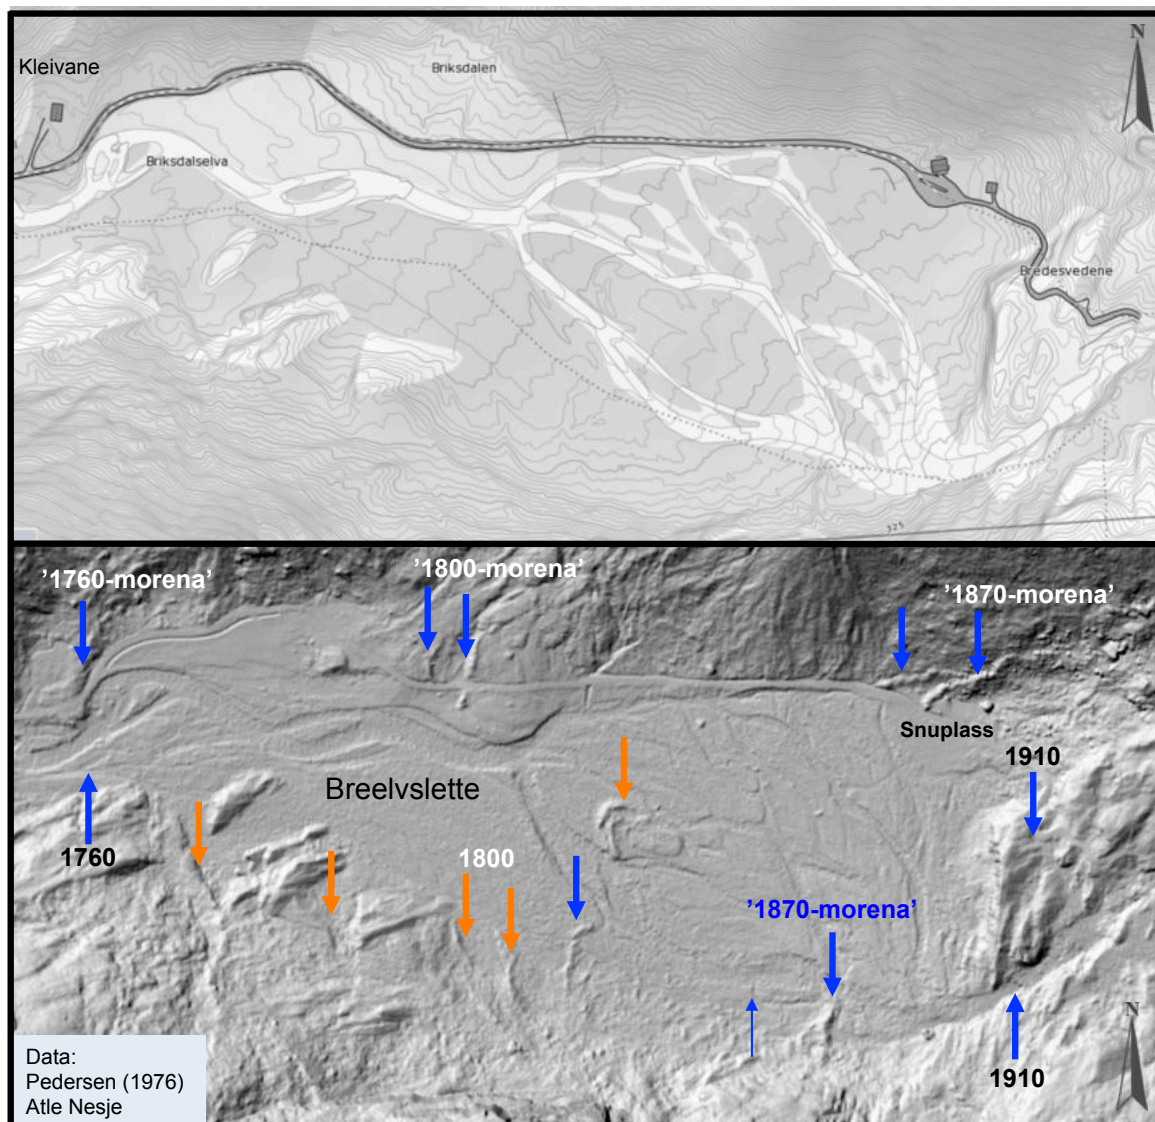 N
Kleivane
Briksdalen
Briksdalselva
Bredesvedene
325
’1760-morena’
’1800-morena’
’1870-morena’
Snuplass
1910
Breelvslette
1760
1800
’1870-morena’
N
1910
Data:
Pedersen (1976)
Atle Nesje